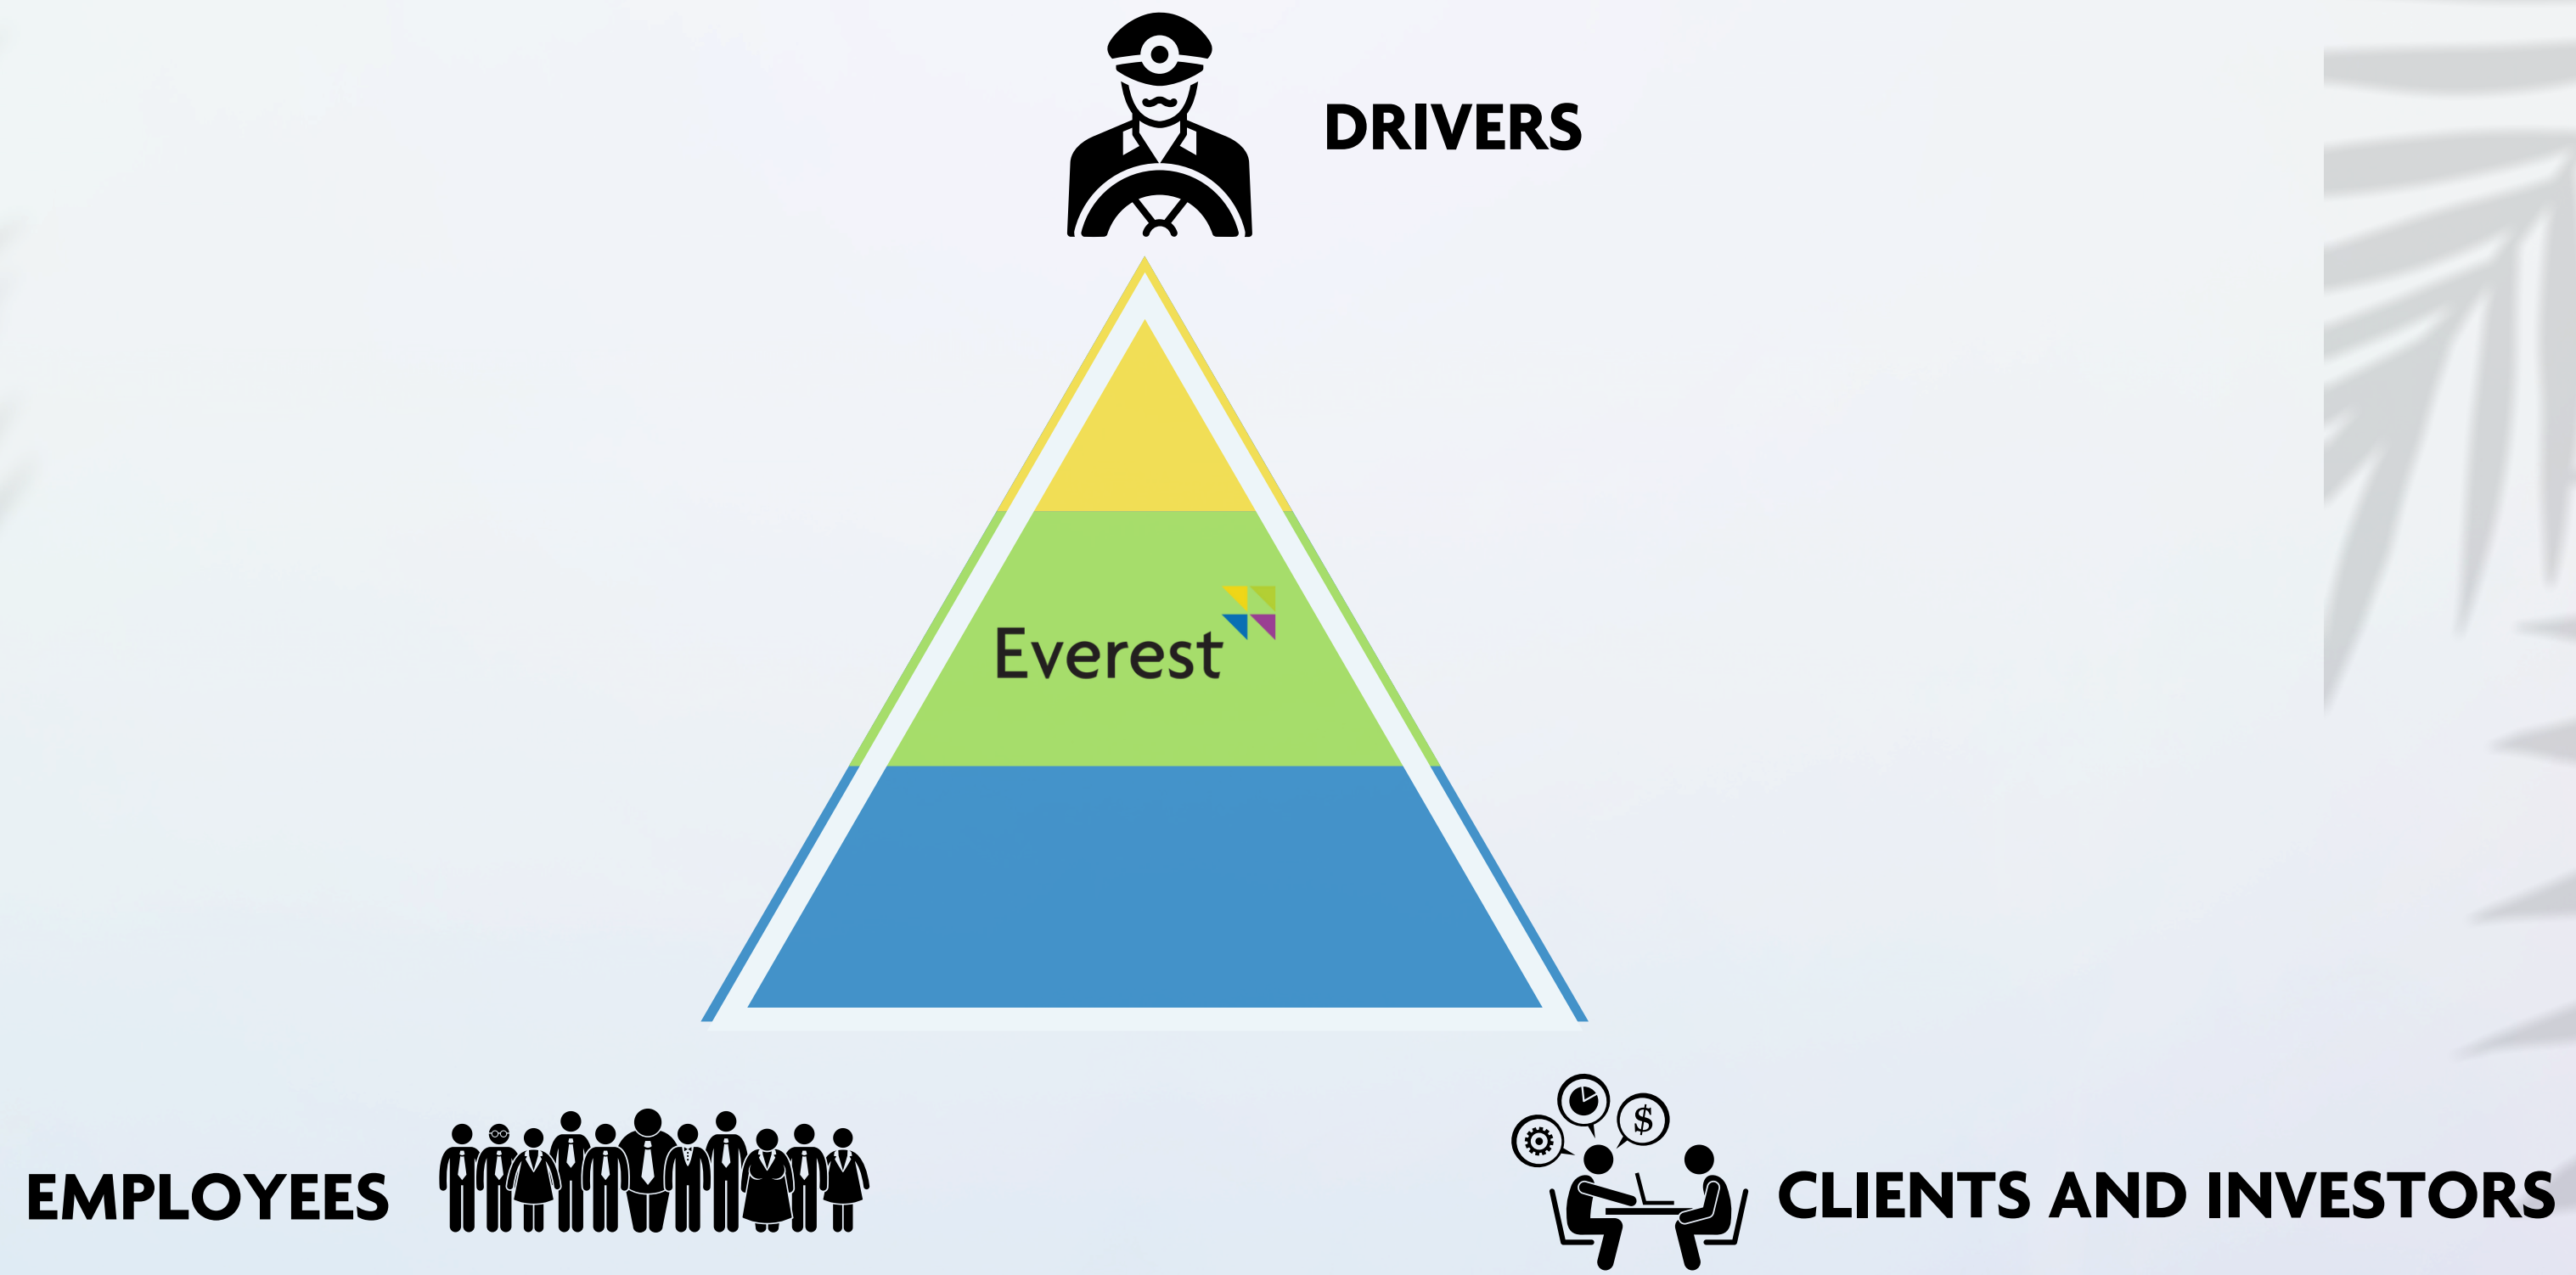 DRIVERS
Everest
$
EMPLOYEES
CLIENTS AND INVESTORS